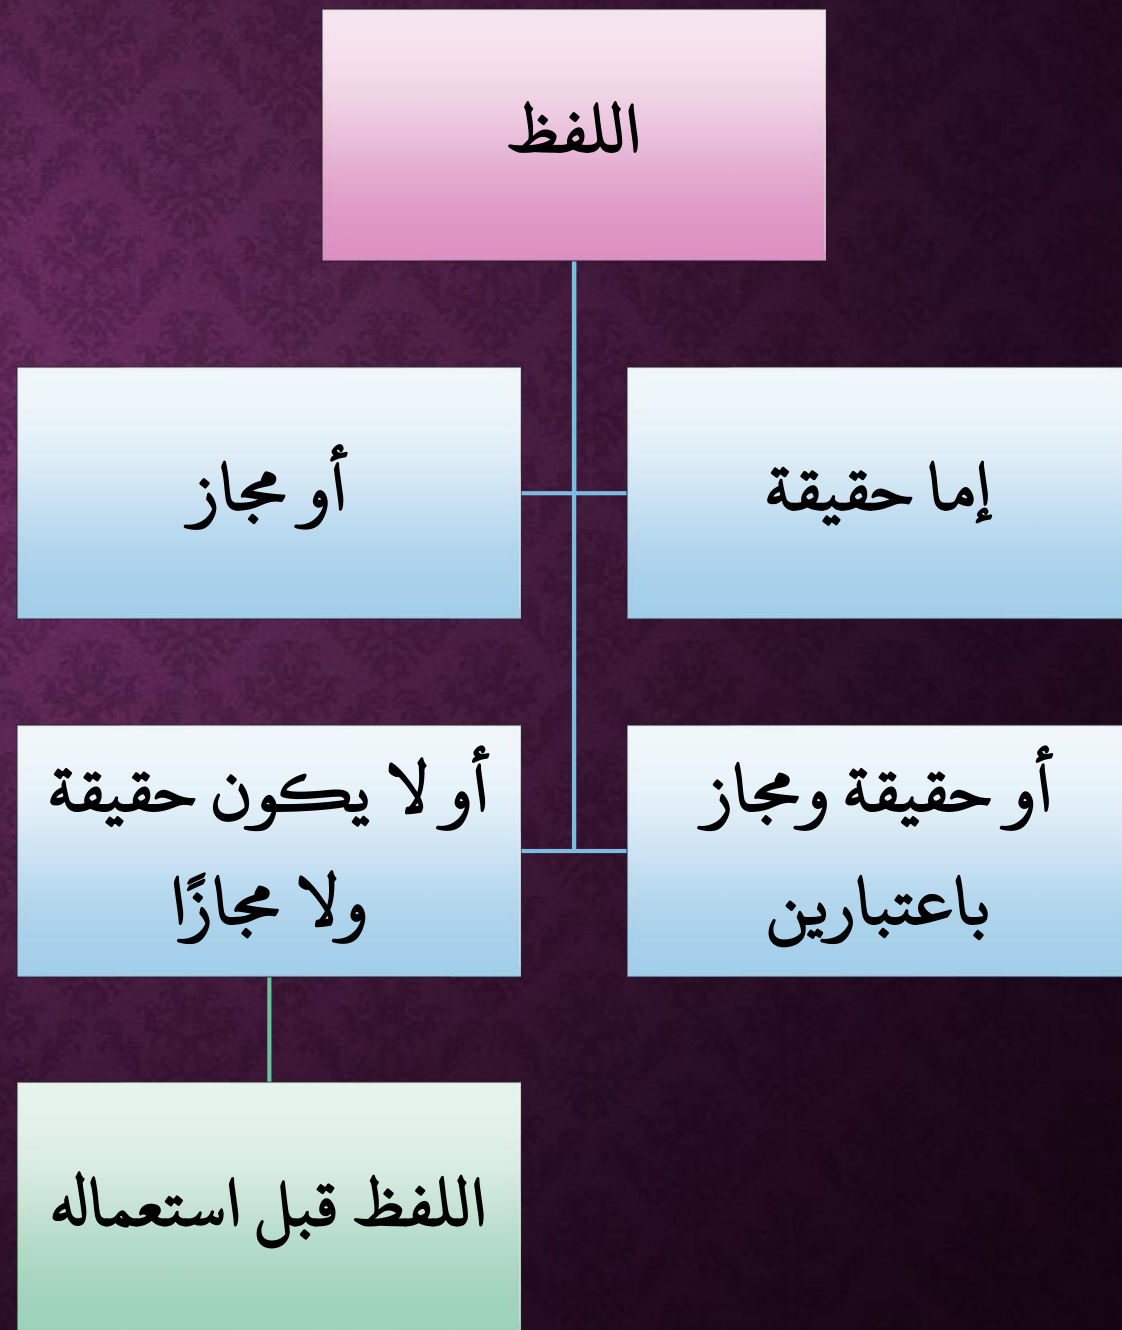 اللفظ
إما حقيقة
أو مجاز
أو حقيقة ومجاز
باعتبارين
أو لا يكون حقيقة
ولا مجازًا
اللفظ قبل استعماله